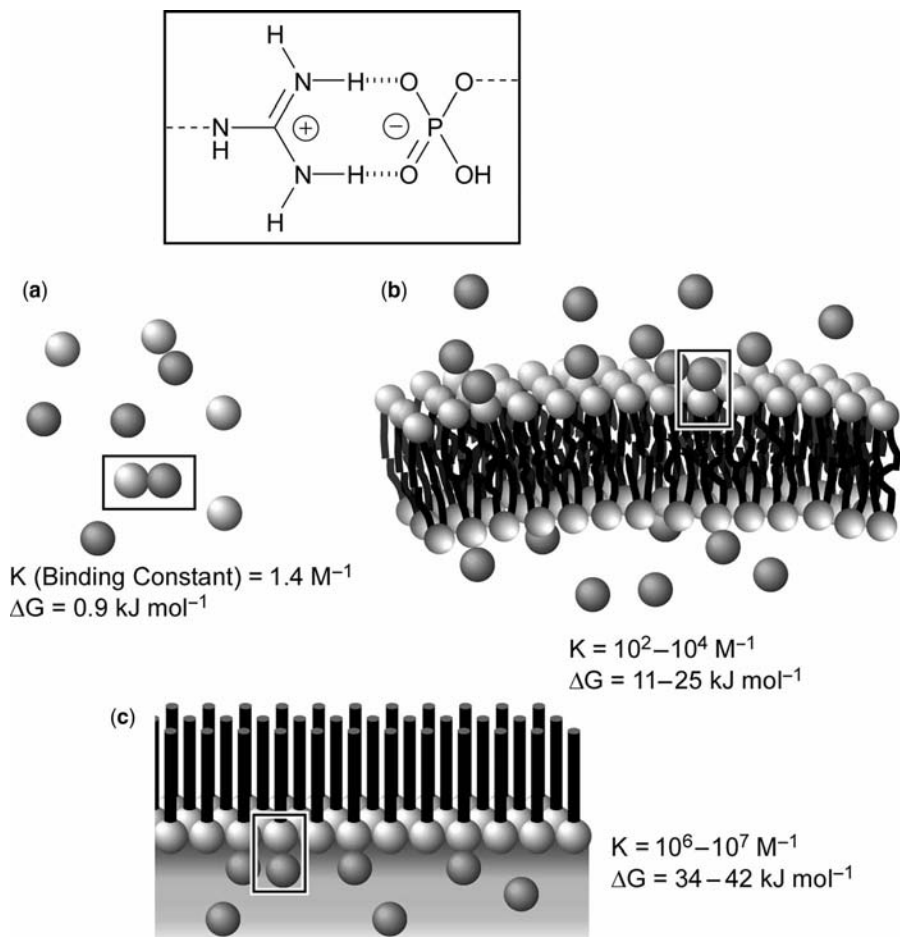 H
H
N
H
O
O
N
H
+
−
P
N
H
O
OH
H
(a)
(b)
K (Binding Constant) = 1.4 M⁻¹
ΔG = 0.9 kJ mol⁻¹
K = 10²–10⁴ M⁻¹
ΔG = 11–25 kJ mol⁻¹
(c)
K = 10⁶–10⁷ M⁻¹
ΔG = 34–42 kJ mol⁻¹